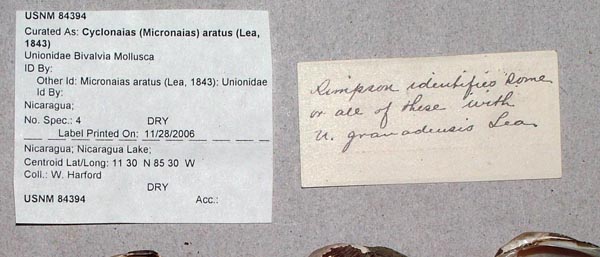 USNM 84394
Curated As: Cyclonaias (Micronaias) aratus (Lea,
1843)
Unionidae Bivalvia Mollusca
ID By:
Other Id: Micronaias aratus (Lea, 1843): Unionidae
Id By:
Nicaragua;
No. Spec.: 4 DRY
Label Printed On: 11/28/2006
Nicaragua; Nicaragua Lake;
Centroid Lat/Long: 11 30 N 85 30 W
Coll.: W. Harford
DRY
USNM 84394 Acc.:
Simpson identifies some
or all of these with
U. granadensis Lea.